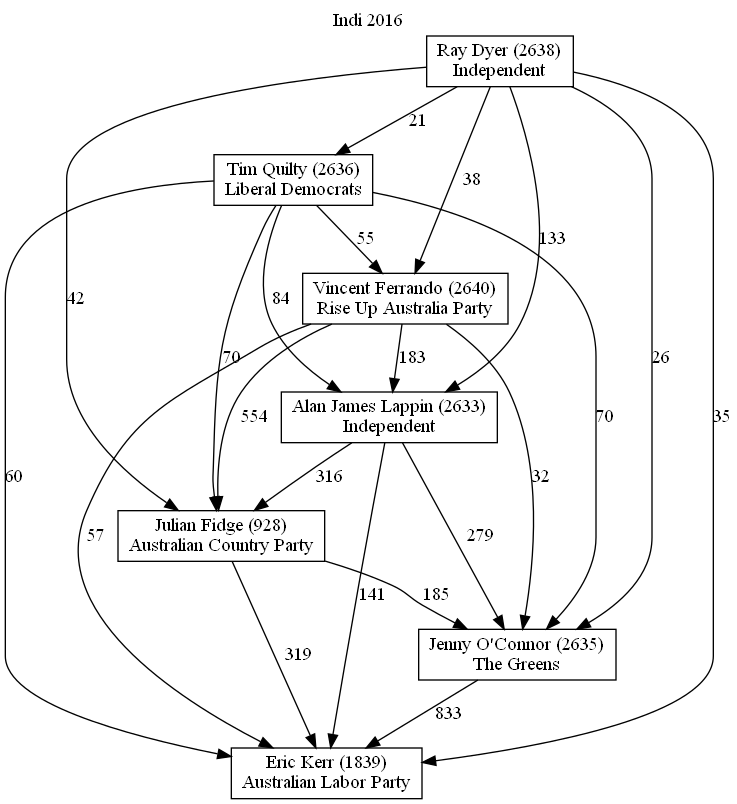 Indi 2016
Ray Dyer (2638)
Independent
21
38
133
Tim Quilty (2636)
Liberal Democrats
55
Vincent Ferrando (2640)
Rise Up Australia Party
42
84
70
183
26
Alan James Lappin (2633)
Independent
554
70
35
60
316
32
Julian Fidge (928)
Australian Country Party
57
279
141
185
Jenny O'Connor (2635)
The Greens
319
833
Eric Kerr (1839)
Australian Labor Party